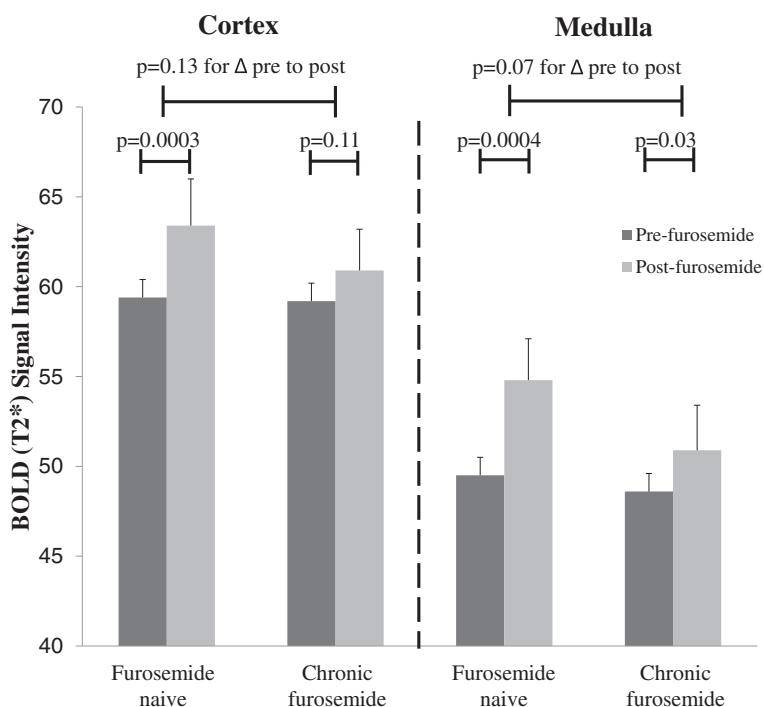 Cortex
Medulla
p=0.13 for Δ pre to post
p=0.07 for Δ pre to post
p=0.0003
p=0.11
p=0.0004
p=0.03
BOLD (T2*) Signal Intensity
70
65
60
55
50
45
40
Pre-furosemide
Post-furosemide
Furosemide
naive
Chronic
furosemide
Furosemide
naive
Chronic
furosemide